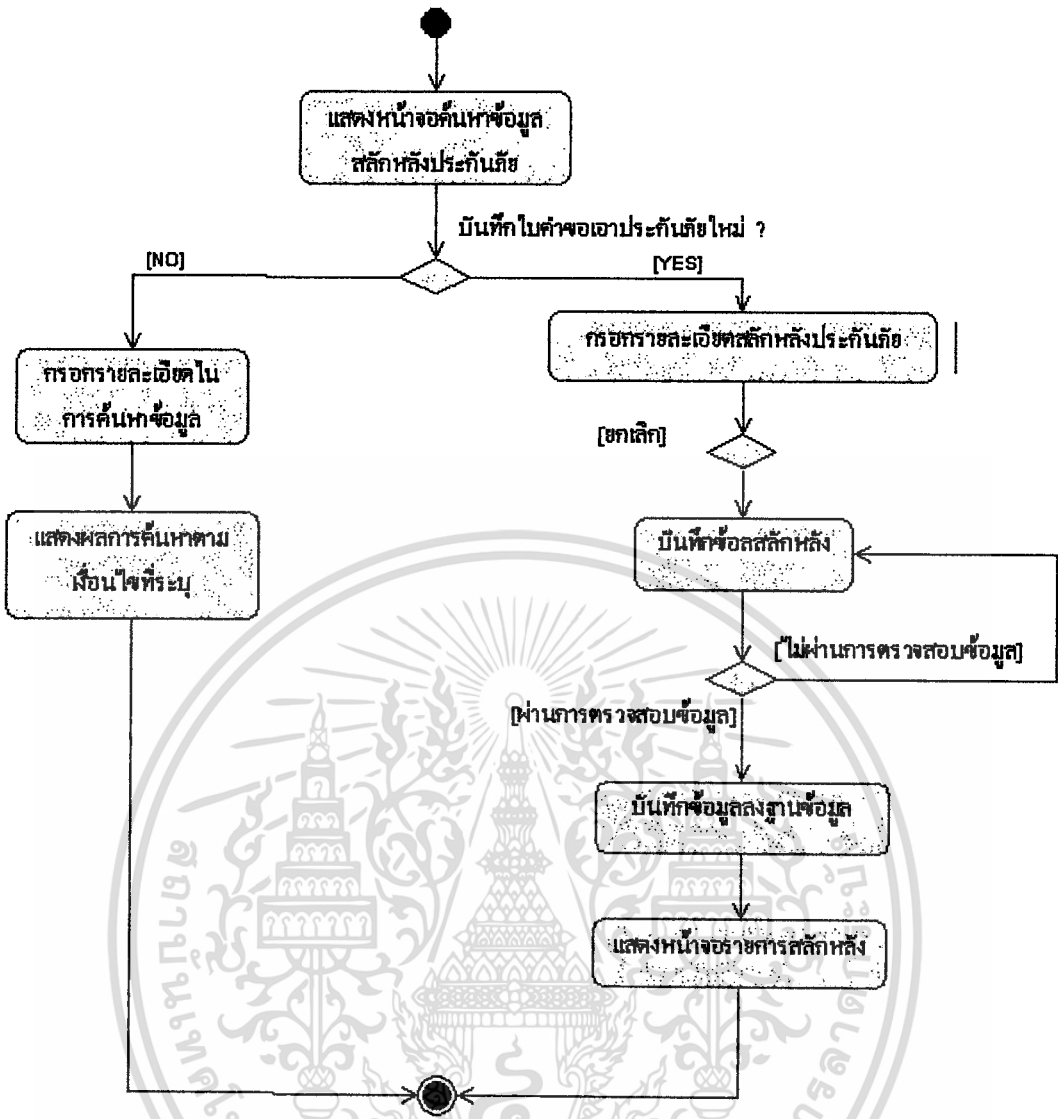 แสดงหน้าจอค้นหาข้อมูล
สลักหลังประกันภัย
บันทึกใบคำขอเอาประกันภัยใหม่ ?
[NO]
[YES]
กรอกรายละเอียดใน
การค้นหาข้อมูล
แสดงผลการค้นหาตาม
เงื่อนไขที่ระบุ
กรอกรายละเอียดสลักหลังประกันภัย
[ยกเลิก]
บันทึกข้อลสลักหลัง
[ไม่ผ่านการตรวจสอบข้อมูล]
[ผ่านการตรวจสอบข้อมูล]
บันทึกข้อมูลลงฐานข้อมูล
แสดงหน้าจอรายการสลักหลัง